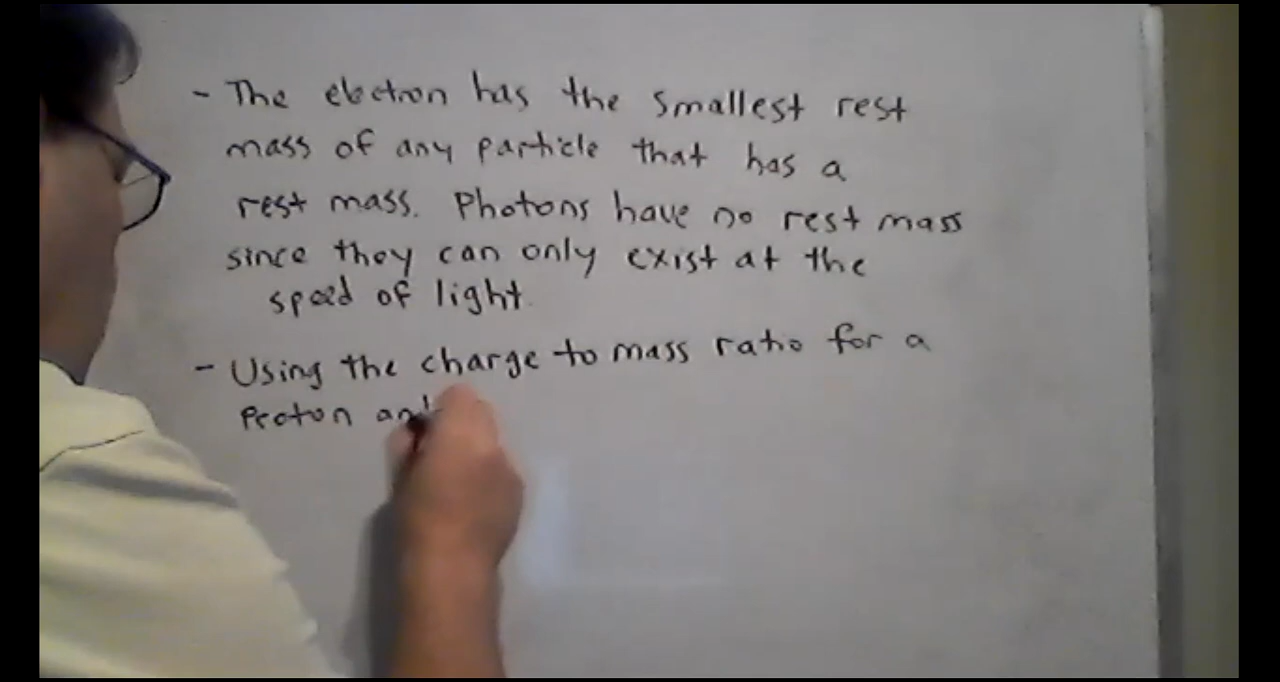 - The electron has the smallest rest
mass of any particle that has a
rest mass. Photons have no rest mass
since they can only exist at the
speed of light.
- Using the charge to mass ratio for a
Proton and